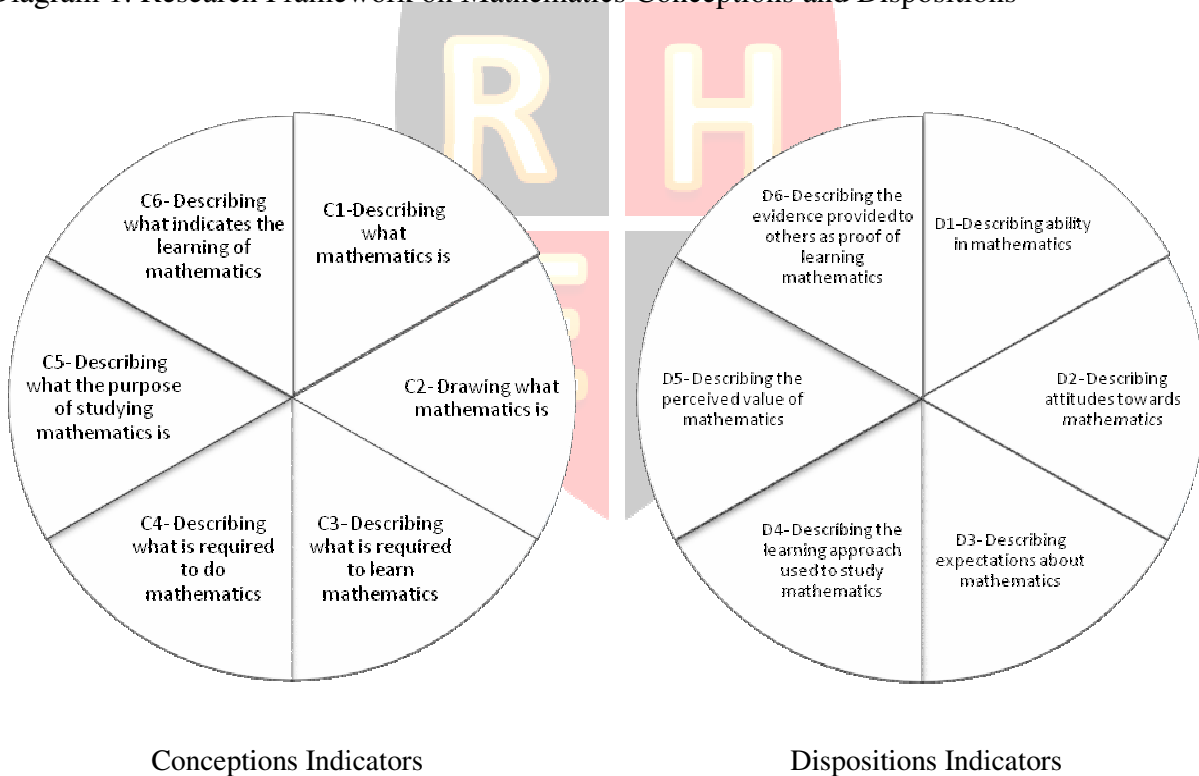 Diagram 1: Research Framework on Mathematics Conceptions and Dispositions
R H
C6- Describing
what indicates the
learning of
mathematics
C1-Describing
what
mathematics is
C2- Drawing what
mathematics is
C3- Describing
what is required
to learn
mathematics
C4- Describing
what is required
to do
mathematics
C5- Describing
what the purpose
of studying
mathematics is
D6- Describing the
evidence provided to
others as proof of
learning
mathematics
D1-Describing ability
in mathematics
D2- Describing
attitudes towards
mathematics
D3- Describing
expectations about
mathematics
D4- Describing the
learning approach
used to study
mathematics
D5- Describing the
perceived value of
mathematics
Conceptions Indicators
Dispositions Indicators